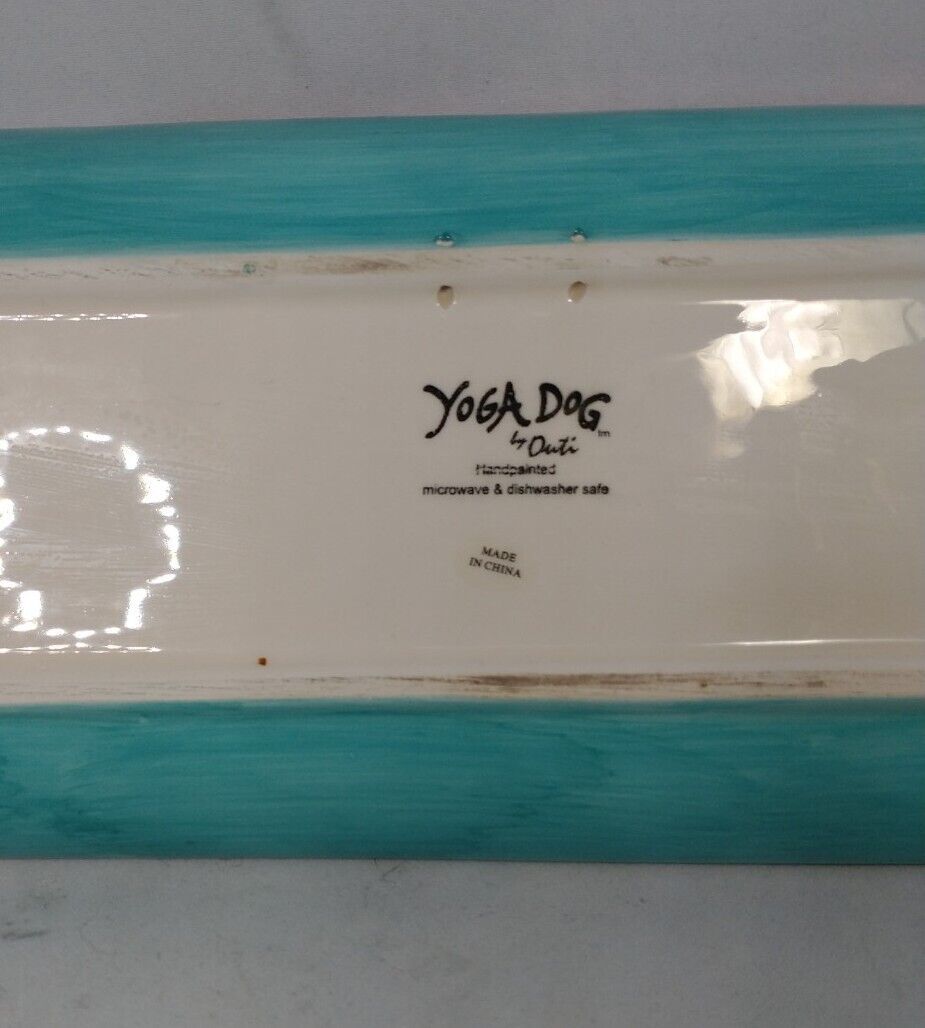 YOGA DOG tm
by Outi
Handpainted
microwave & dishwasher safe
MADE
IN CHINA